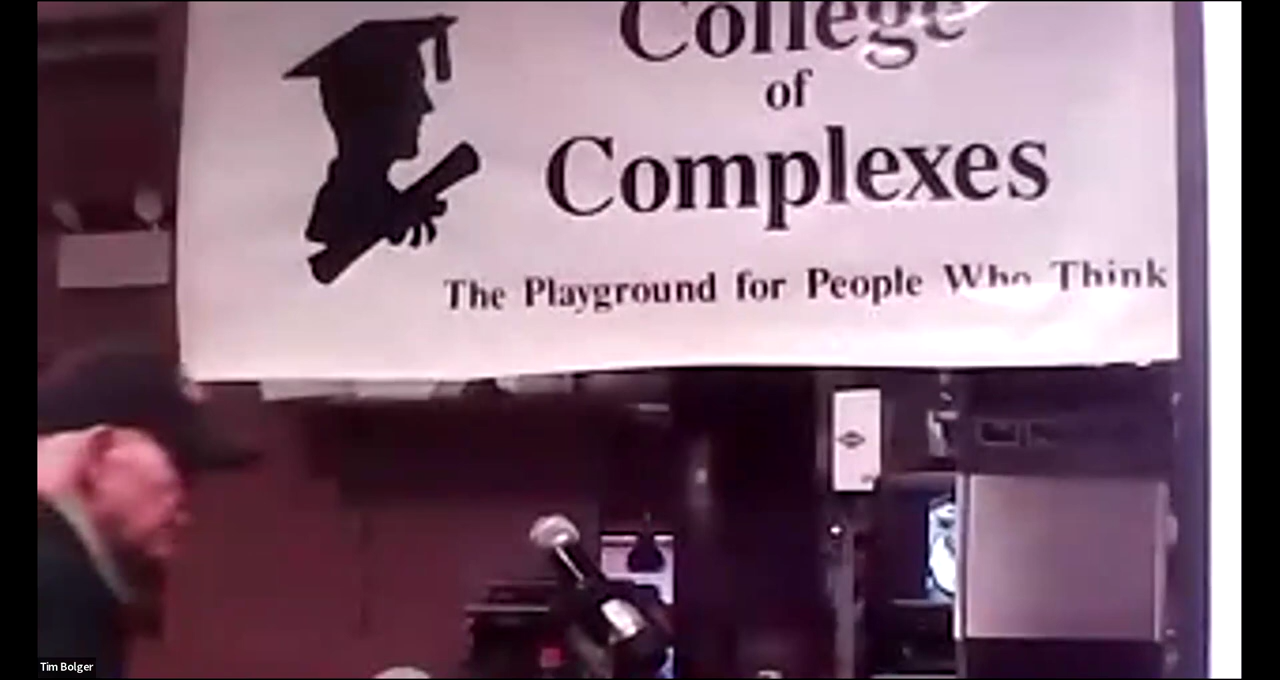 College
of
Complexes
The Playground for People Who Think
Tim Bolger